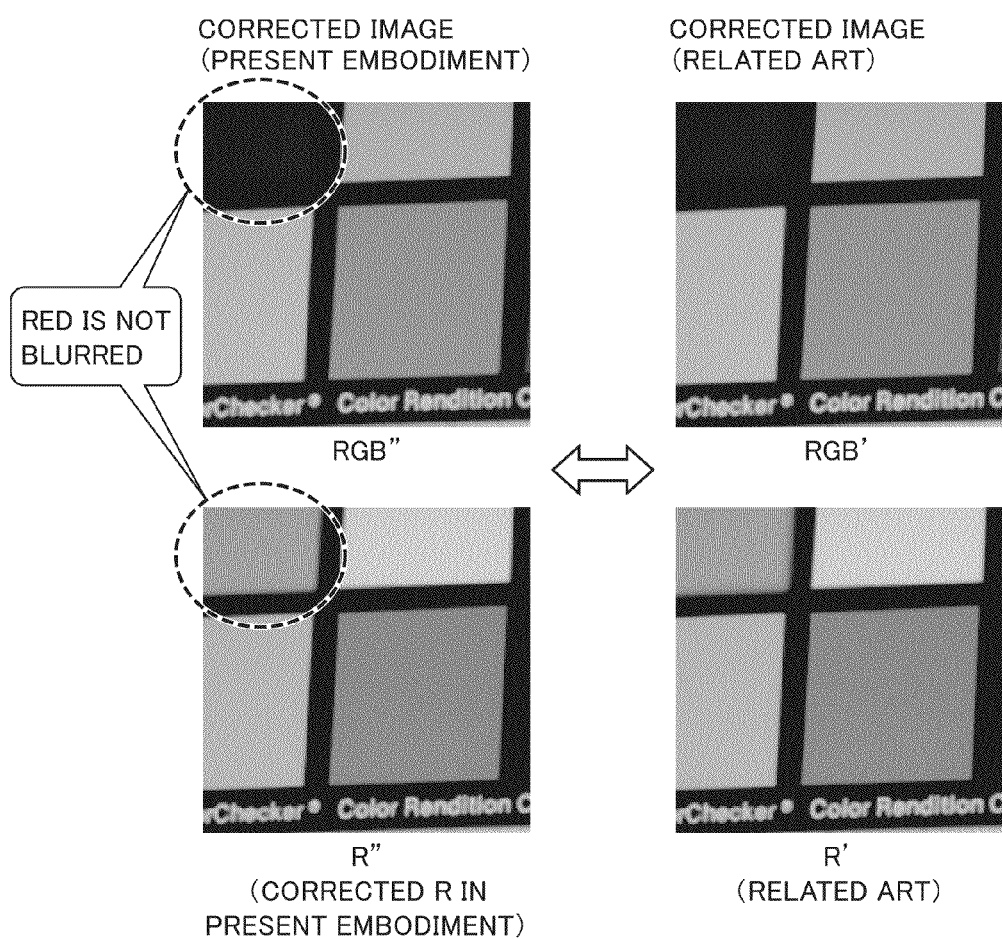 CORRECTED IMAGE
(PRESENT EMBODIMENT)
CORRECTED IMAGE
(RELATED ART)
RED IS NOT
BLURRED
rChecker® Color Rendition C
rChecker® Color Rendition C
RGB”
RGB’
rChecker® Color Rendition C
rChecker® Color Rendition C
R”
(CORRECTED R IN
PRESENT EMBODIMENT)
R’
(RELATED ART)